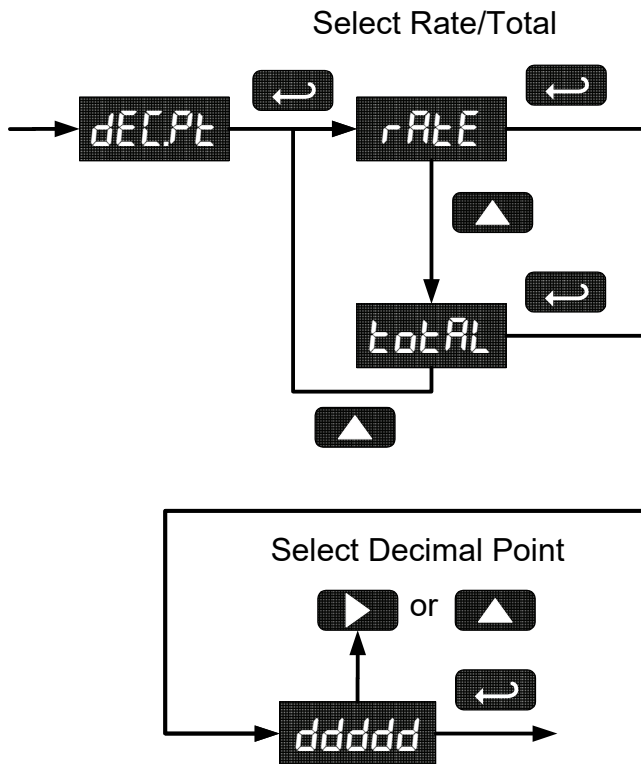 Select Rate/Total
dEC.Pt
rAtE
totAL
Select Decimal Point
or
ddddd